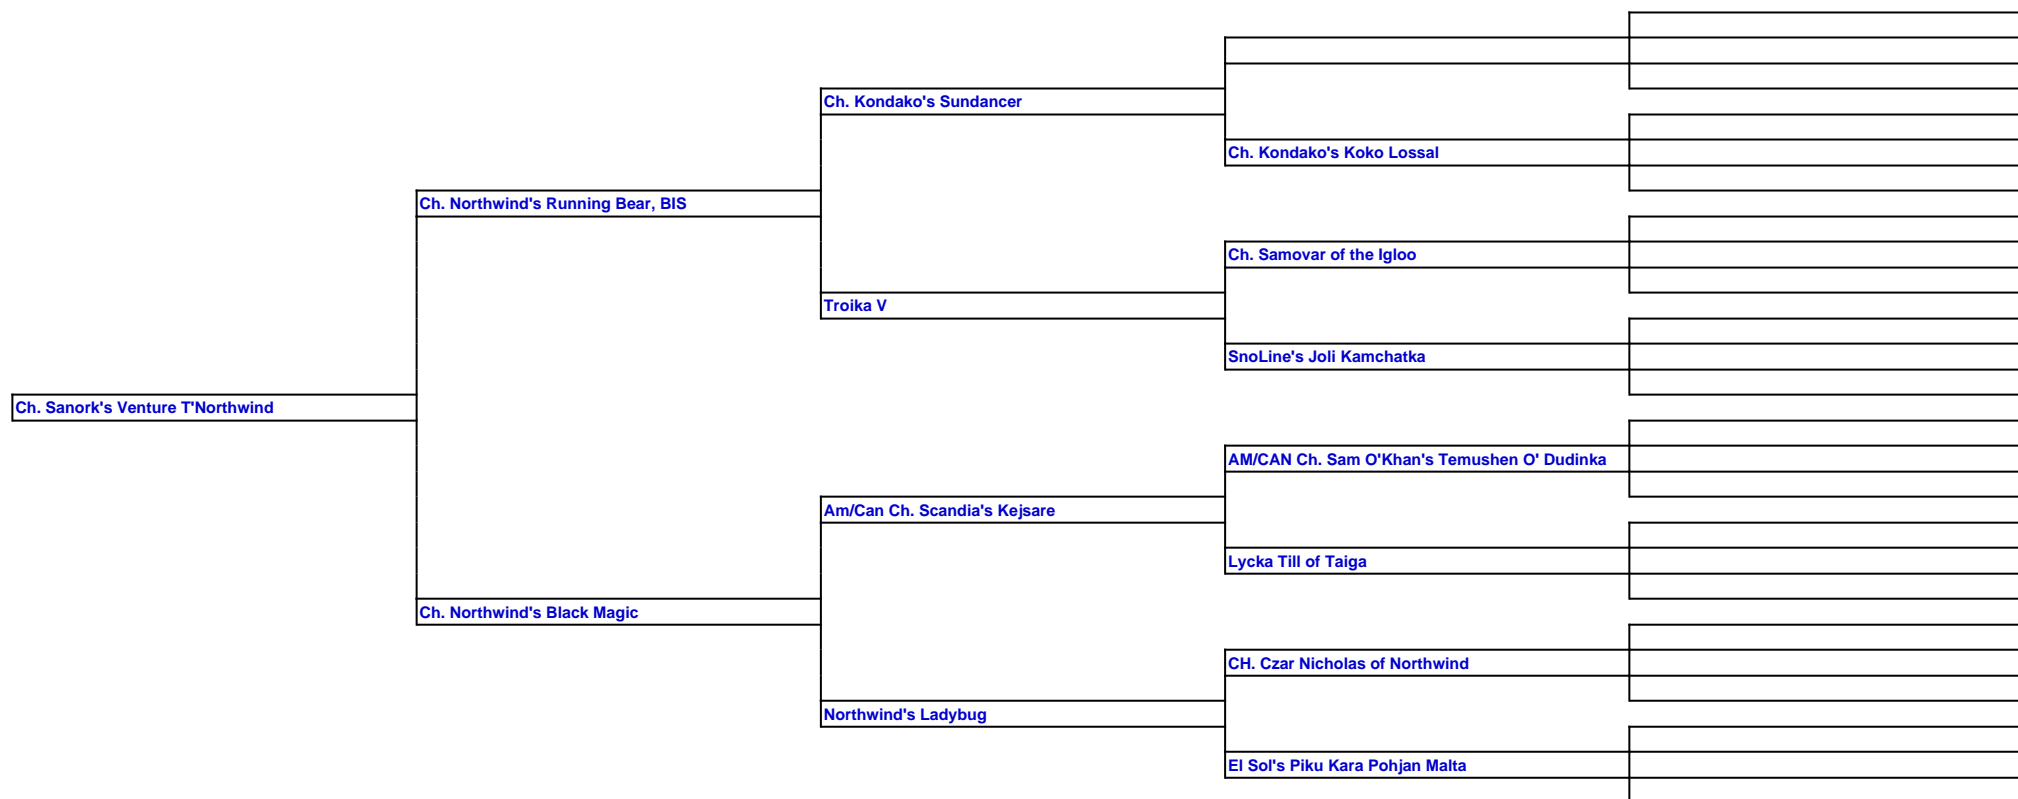 Ch. Kondako's Sundancer
Ch. Kondako's Koko Lossal
Ch. Northwind's Running Bear, BIS
Ch. Samovar of the Igloo
Troika V
SnoLine's Joli Kamchatka
Ch. Sanork's Venture T'Northwind
AM/CAN Ch. Sam O'Khan's Temushen O' Dudinka
Am/Can Ch. Scandia's Kejsare
Lycka Till of Taiga
Ch. Northwind's Black Magic
CH. Czar Nicholas of Northwind
Northwind's Ladybug
El Sol's Piku Kara Pohjan Malta